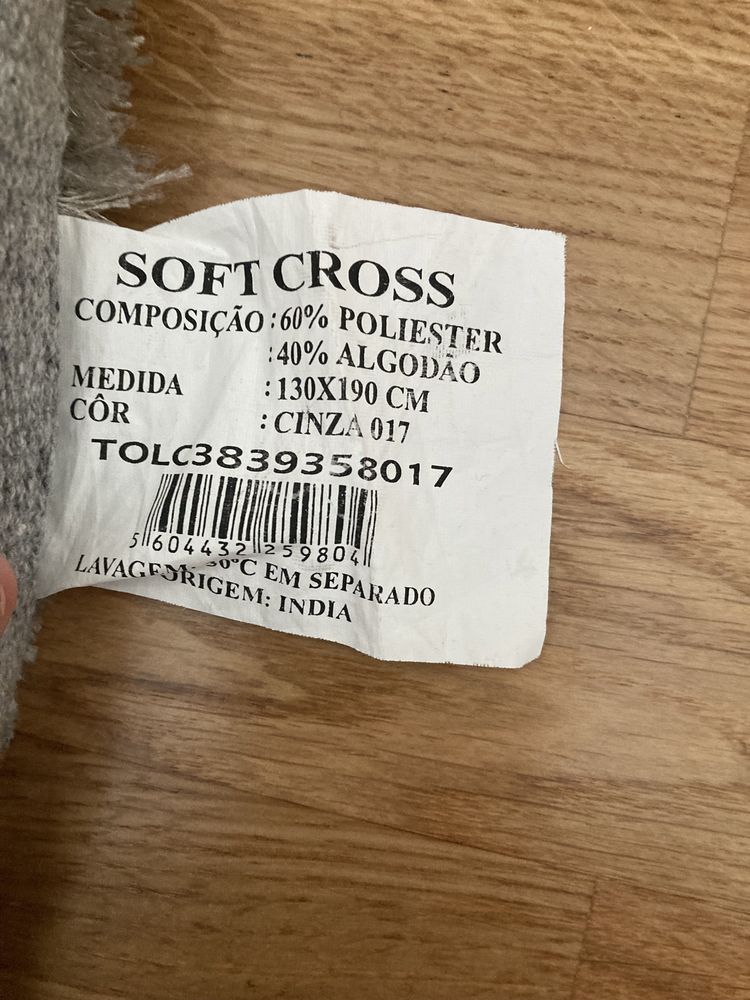 SOFT CROSS
COMPOSIÇÃO : 60% POLIESTER
: 40% ALGODÃO
MEDIDA : 130X190 CM
CÔR : CINZA 017
TOLC3839358017
5 604432 259804
EM SEPARADO
ORIGEM: INDIA